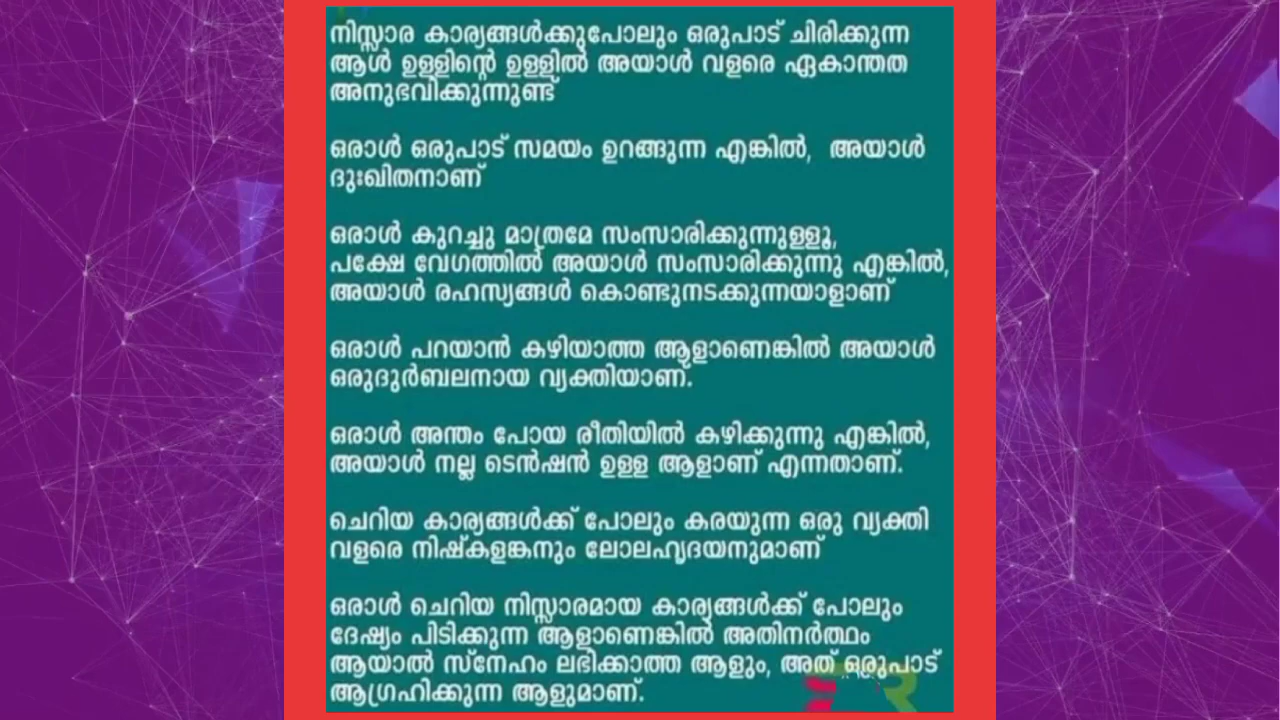 നിസ്സാര കാര്യങ്ങൾക്കുപോലും ഒരുപാട് ചിരിക്കുന്ന
ആൾ ഉള്ളിന്റെ ഉള്ളിൽ അയാൾ വളരെ ഏകാന്തത
അനുഭവിക്കുന്നുണ്ട്
ഒരാൾ ഒരുപാട് സമയം ഉറങ്ങുന്ന എങ്കിൽ, അയാൾ
ദുഃഖിതനാണ്
ഒരാൾ കുറച്ചു മാത്രമേ സംസാരിക്കുന്നുള്ളൂ,
പക്ഷേ വേഗത്തിൽ അയാൾ സംസാരിക്കുന്നു എങ്കിൽ,
അയാൾ രഹസ്യങ്ങൾ കൊണ്ടുനടക്കുന്നയാളാണ്
ഒരാൾ പറയാൻ കഴിയാത്ത ആളാണെങ്കിൽ അയാൾ
ഒരുദുർബലനായ വ്യക്തിയാണ്.
ഒരാൾ അന്തം പോയ രീതിയിൽ കഴിക്കുന്നു എങ്കിൽ,
അയാൾ നല്ല ടെൻഷൻ ഉള്ള ആളാണ് എന്നതാണ്.
ചെറിയ കാര്യങ്ങൾക്ക് പോലും കരയുന്ന ഒരു വ്യക്തി
വളരെ നിഷ്കളങ്കനും ലോലഹൃദയനുമാണ്
ഒരാൾ ചെറിയ നിസ്സാരമായ കാര്യങ്ങൾക്ക് പോലും
ദേഷ്യം പിടിക്കുന്ന ആളാണെങ്കിൽ അതിനർത്ഥം
ആയാൽ സ്നേഹം ലഭിക്കാത്ത ആളും, അത് ഒരുപാട്
ആഗ്രഹിക്കുന്ന ആളുമാണ്.